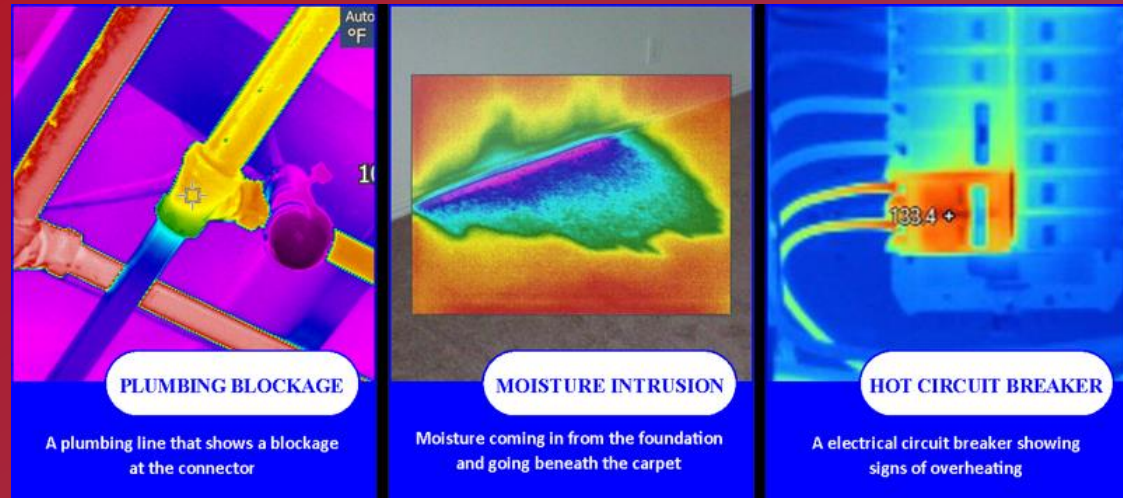 Auto
°F
10
PLUMBING BLOCKAGE
A plumbing line that shows a blockage
at the connector
MOISTURE INTRUSION
Moisture coming in from the foundation
and going beneath the carpet
133.4 +
HOT CIRCUIT BREAKER
A electrical circuit breaker showing
signs of overheating